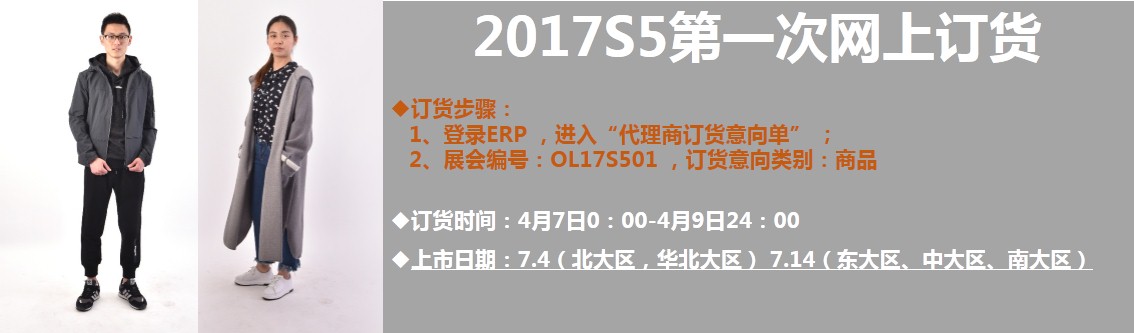 2017S5第一次网上订货
◆订货步骤：
1、登录ERP ，进入“代理商订货意向单” ；
2、展会编号：OL17S501 ，订货意向类别：商品
◆订货时间：4月7日0：00-4月9日24：00
◆上市日期：7.4（北大区，华北大区） 7.14（东大区、中大区、南大区）